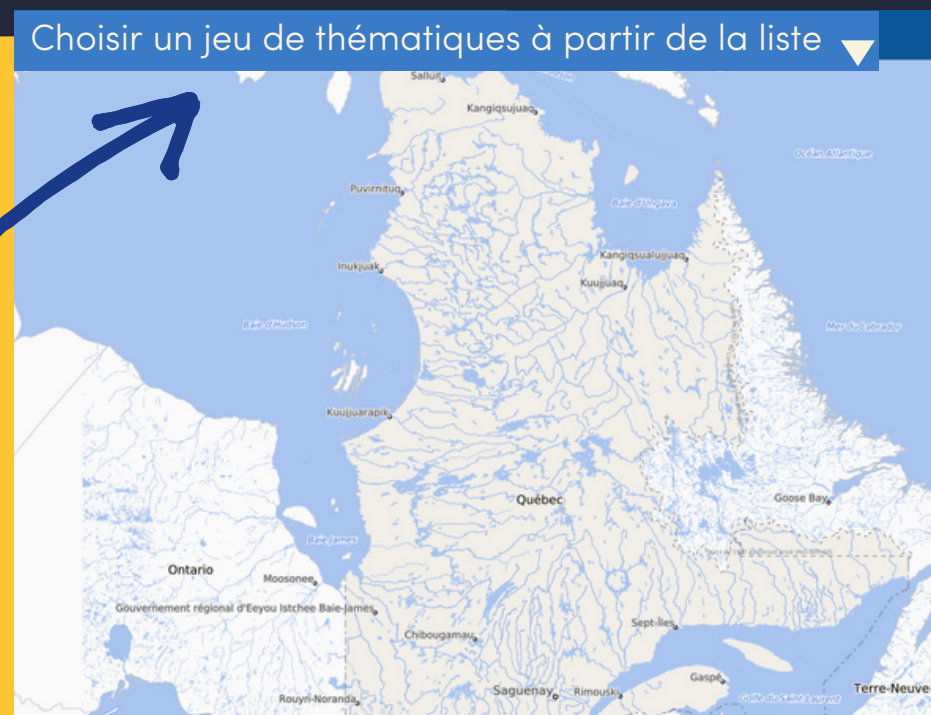 Choisir un jeu de thématiques à partir de la liste
Salluit
Kangiqsujuaq
Océan Atlantique
Puvirnituq
Baie d'Ungava
Kangiqsualujjuaq
Inukjuak
Kuujjuaq
Baie d'Hudson
Mer du Labrador
Kuujjuarapik
Québec
Goose Bay
Baie James
Ontario
Moosonee
Gouvernement régional d'Eeyou Istchee Baie-James
Sept-Îles
Chibougamau
Gaspé
Saguenay
Rimouski
Terre-Neuve-
Rouyn-Noranda
Golfe du Saint-Laurent